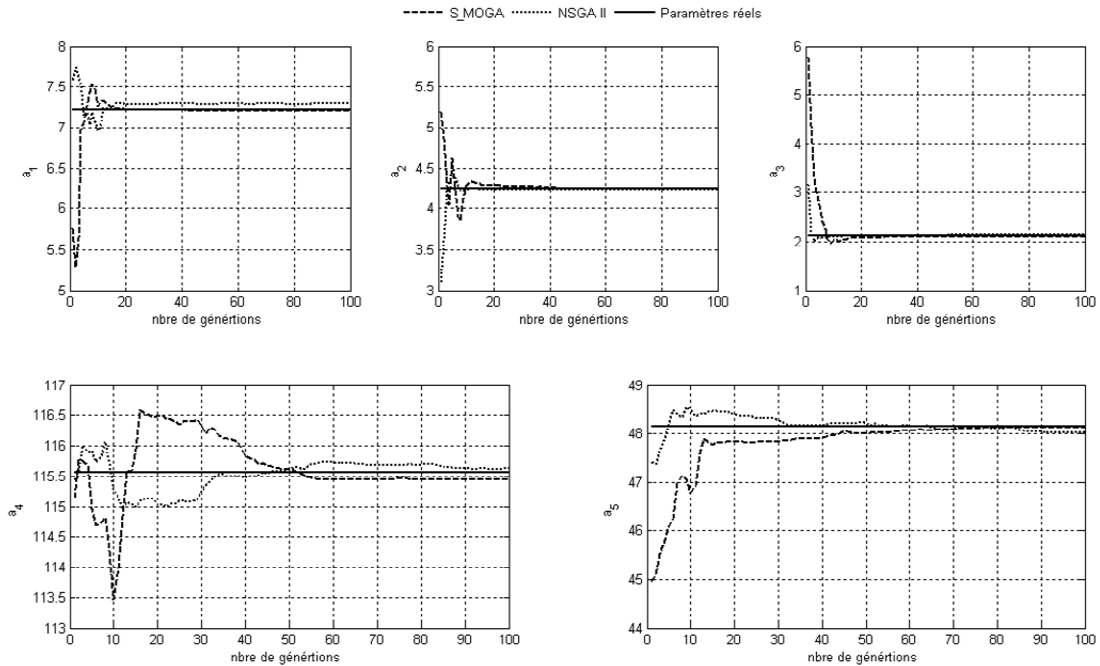 S_MOGA NSGA II Paramètres réels
8
7.5
7
6.5
6
5.5
5
a1
0 20 40 60 80 100
nbre de génértions
6
5.5
5
4.5
4
3.5
3
a2
0 20 40 60 80 100
nbre de génértions
6
5
4
3
2
1
a3
0 20 40 60 80 100
nbre de génértions
117
116.5
116
115.5
115
114.5
114
113.5
113
a4
0 10 20 30 40 50 60 70 80 90 100
nbre de génértions
49
48
47
46
45
44
a5
0 10 20 30 40 50 60 70 80 90 100
nbre de génértions